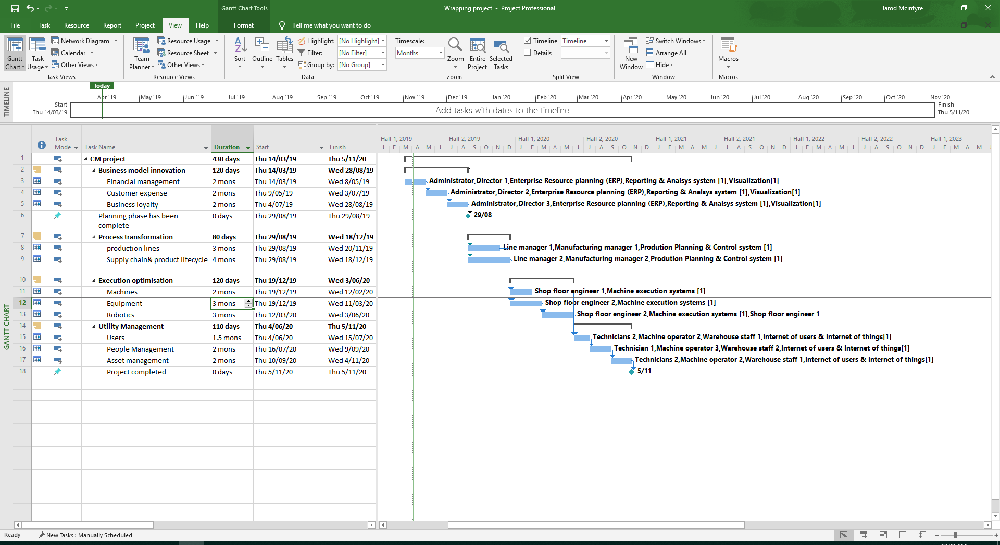 Gantt Chart Tools
Wrapping project - Project Professional
Jarod Mcintyre
File Task Resource Report Project View Help Format Tell me what you want to do
Gantt Chart
Task Usage
Network Diagram
Calendar
Other Views
Task Views
Team Planner
Resource Usage
Resource Sheet
Other Views
Resource Views
Sort
Outline
Tables
Highlight: [No Highlight]
Filter: [No Filter]
Group by: [No Group]
Data
Timescale:
Months
Zoom
Entire Project
Selected Tasks
Zoom
Timeline Timeline
Details
Split View
New Window
Switch Windows
Arrange All
Hide
Window
Macros
Macros
TIMELINE
Today
Apr '19 May '19 Jun '19 Jul '19 Aug '19 Sep '19 Oct '19 Nov '19 Dec '19 Jan '20 Feb '20 Mar '20 Apr '20 May '20 Jun '20 Jul '20 Aug '20 Sep '20 Oct '20 Nov '20
Start
Thu 14/03/19
Add tasks with dates to the timeline
Finish
Thu 5/11/20
GANTT CHART
Task Mode Task Name Duration Start Finish
Half 1, 2019 Half 2, 2019 Half 1, 2020 Half 2, 2020 Half 1, 2021 Half 2, 2021 Half 1, 2022 Half 2, 2022 Half 1, 2023
J F M A M J J A S O N D J F M A M J J A S O N D J F M A M J J A S O N D J F M A M J J A S O N D J F M A M J
1 CM project 430 days Thu 14/03/19 Thu 5/11/20
2 Business model innovation 120 days Thu 14/03/19 Wed 28/08/19
3 Financial management 2 mons Thu 14/03/19 Wed 8/05/19 Administrator,Director 1,Enterprise Resource planning (ERP),Reporting & Analsys system [1],Visualization[1]
4 Customer expense 2 mons Thu 9/05/19 Wed 3/07/19 Administrator,Director 2,Enterprise Resource planning (ERP),Reporting & Analsys system [1],Visualization[1]
5 Business loyalty 2 mons Thu 4/07/19 Wed 28/08/19 Administrator,Director 3,Enterprise Resource planning (ERP),Reporting & Analsys system [1],Visualization[1]
6 Planning phase has been complete 0 days Thu 29/08/19 Thu 29/08/19 29/08
7 Process transformation 80 days Thu 29/08/19 Wed 18/12/19
8 production lines 3 mons Thu 29/08/19 Wed 20/11/19 Line manager 1,Manufacturing manager 1,Prodution Planning & Control system [1]
9 Supply chain& product lifecycle 4 mons Thu 29/08/19 Wed 18/12/19 Line manager 2,Manufacturing manager 2,Prodution Planning & Control system [1]
10 Execution optimisation 120 days Thu 19/12/19 Wed 3/06/20
11 Machines 2 mons Thu 19/12/19 Wed 12/02/20 Shop floor engineer 1,Machine execution systems [1]
12 Equipment 3 mons Thu 19/12/19 Wed 11/03/20 Shop floor engineer 2,Machine execution systems [1]
13 Robotics 3 mons Thu 12/03/20 Wed 3/06/20 Shop floor engineer 2,Machine execution systems [1],Shop floor engineer 1
14 Utility Management 110 days Thu 4/06/20 Thu 5/11/20
15 Users 1.5 mons Thu 4/06/20 Wed 15/07/20 Technicians 2,Machine operator 2,Warehouse staff 1,Internet of users & Internet of things[1]
16 People Management 2 mons Thu 16/07/20 Wed 9/09/20 Technician 1,Machine operator 3,Warehouse staff 2,Internet of users & Internet of things[1]
17 Asset management 2 mons Thu 10/09/20 Wed 4/11/20 Technicians 2,Machine operator 2,Warehouse staff 1,Internet of users & Internet of things[1]
18 Project completed 0 days Thu 5/11/20 Thu 5/11/20 5/11
Ready New Tasks : Manually Scheduled